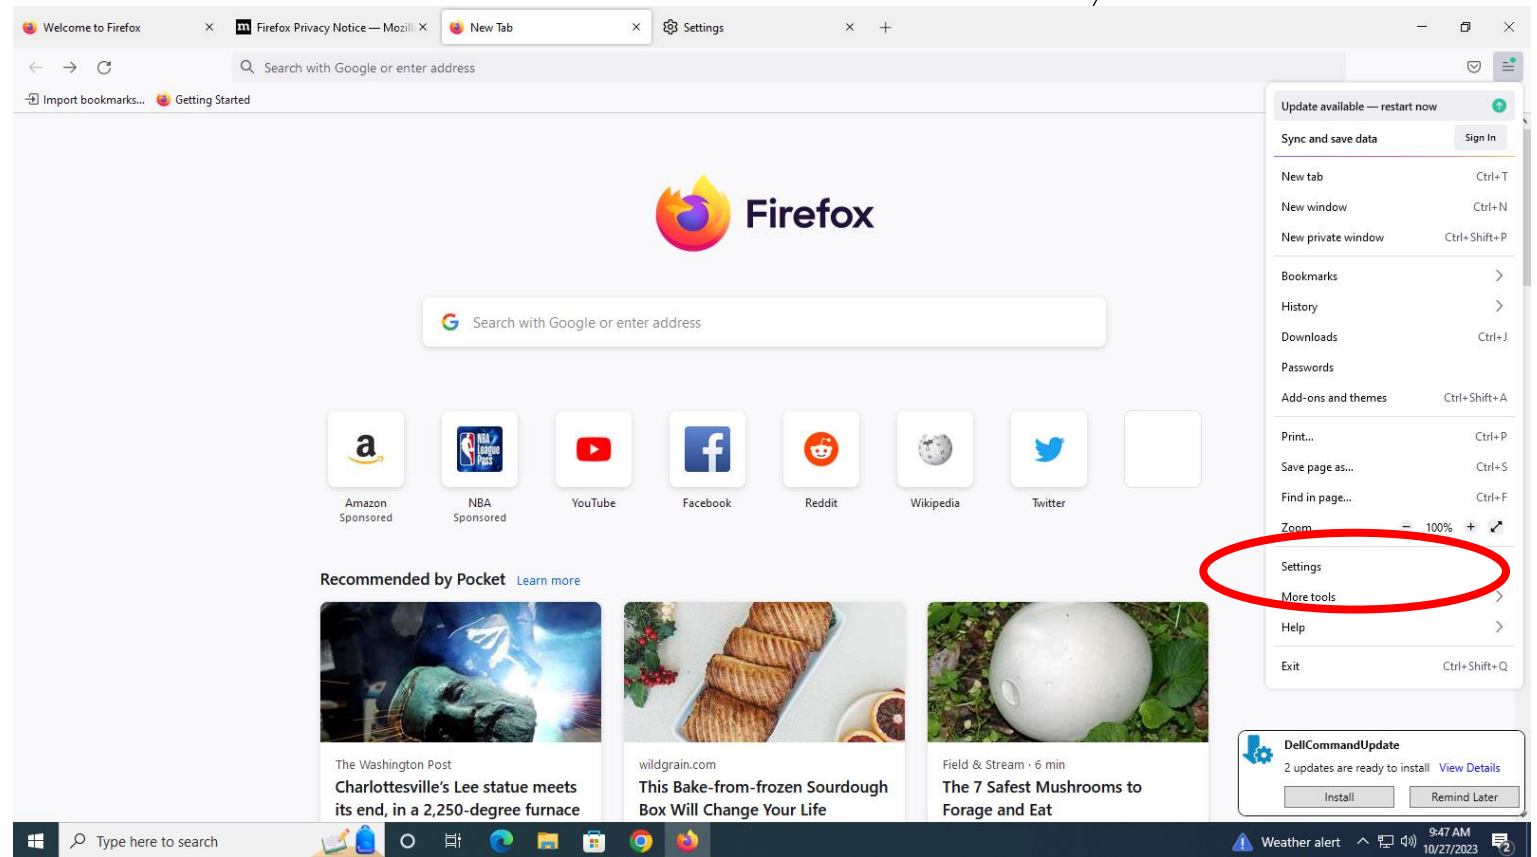 Welcome to Firefox
Firefox Privacy Notice — Mozill
New Tab
Settings
Search with Google or enter address
Import bookmarks...
Getting Started
Update available — restart now
Sync and save data
Sign In
New tab Ctrl+T
New window Ctrl+N
New private window Ctrl+Shift+P
Bookmarks
History
Downloads Ctrl+J
Passwords
Add-ons and themes Ctrl+Shift+A
Print... Ctrl+P
Save page as... Ctrl+S
Find in page... Ctrl+F
Zoom − 100% +
Settings
More tools
Help
Exit Ctrl+Shift+Q
Firefox
Search with Google or enter address
NBA
League
Pass
Amazon
Sponsored
NBA
Sponsored
YouTube
Facebook
Reddit
Wikipedia
Twitter
Recommended by Pocket Learn more
The Washington Post
Charlottesville's Lee statue meets
its end, in a 2,250-degree furnace
wildgrain.com
This Bake-from-frozen Sourdough
Box Will Change Your Life
Field & Stream · 6 min
The 7 Safest Mushrooms to
Forage and Eat
DellCommandUpdate
2 updates are ready to install View Details
Install
Remind Later
Type here to search
Weather alert
9:47 AM
10/27/2023
2